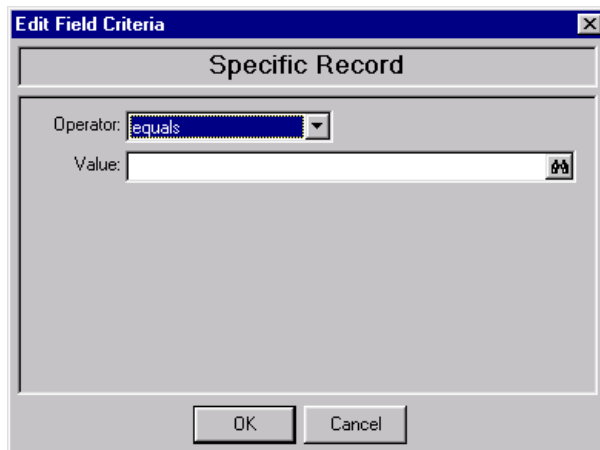 Edit Field Criteria
Specific Record
Operator: equals
Value:
OK Cancel